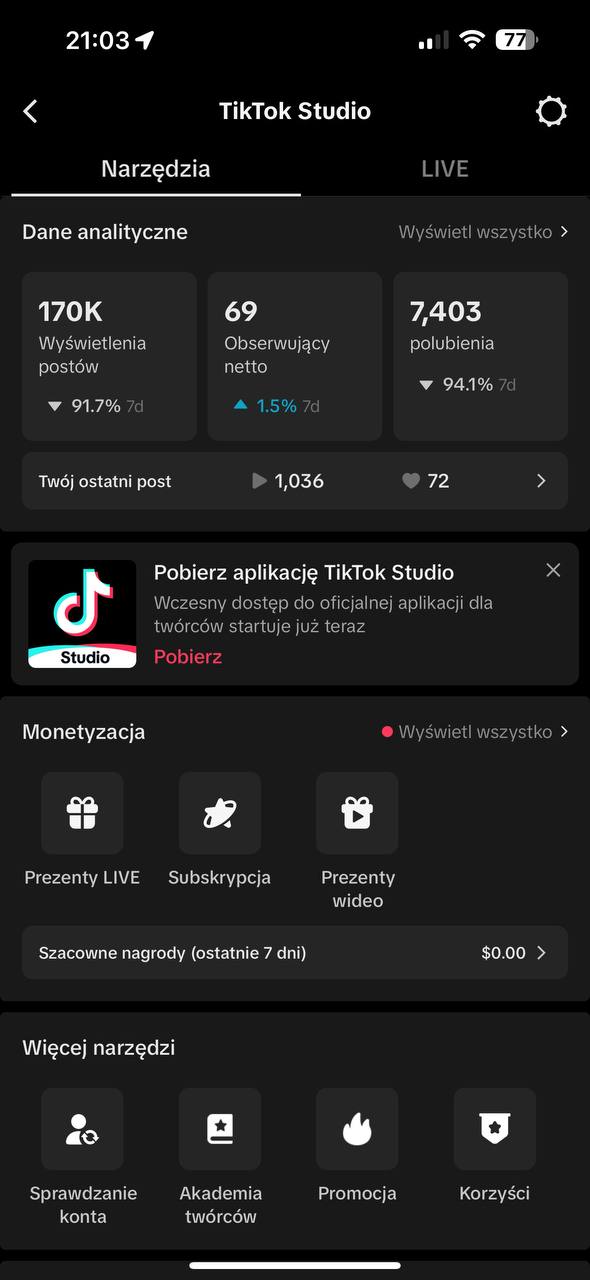 21:03
77
TikTok Studio
Narzędzia
LIVE
Dane analityczne
Wyświetl wszystko
170K
Wyświetlenia
postów
91.7% 7d
69
Obserwujący
netto
1.5% 7d
7,403
polubienia
94.1% 7d
Twój ostatni post
1,036
72
Pobierz aplikację TikTok Studio
Wczesny dostęp do oficjalnej aplikacji dla
twórców startuje już teraz
Pobierz
Studio
Monetyzacja
Wyświetl wszystko
Prezenty LIVE
Subskrypcja
Prezenty
wideo
Szacowne nagrody (ostatnie 7 dni)
$0.00
Więcej narzędzi
Sprawdzanie
konta
Akademia
twórców
Promocja
Korzyści